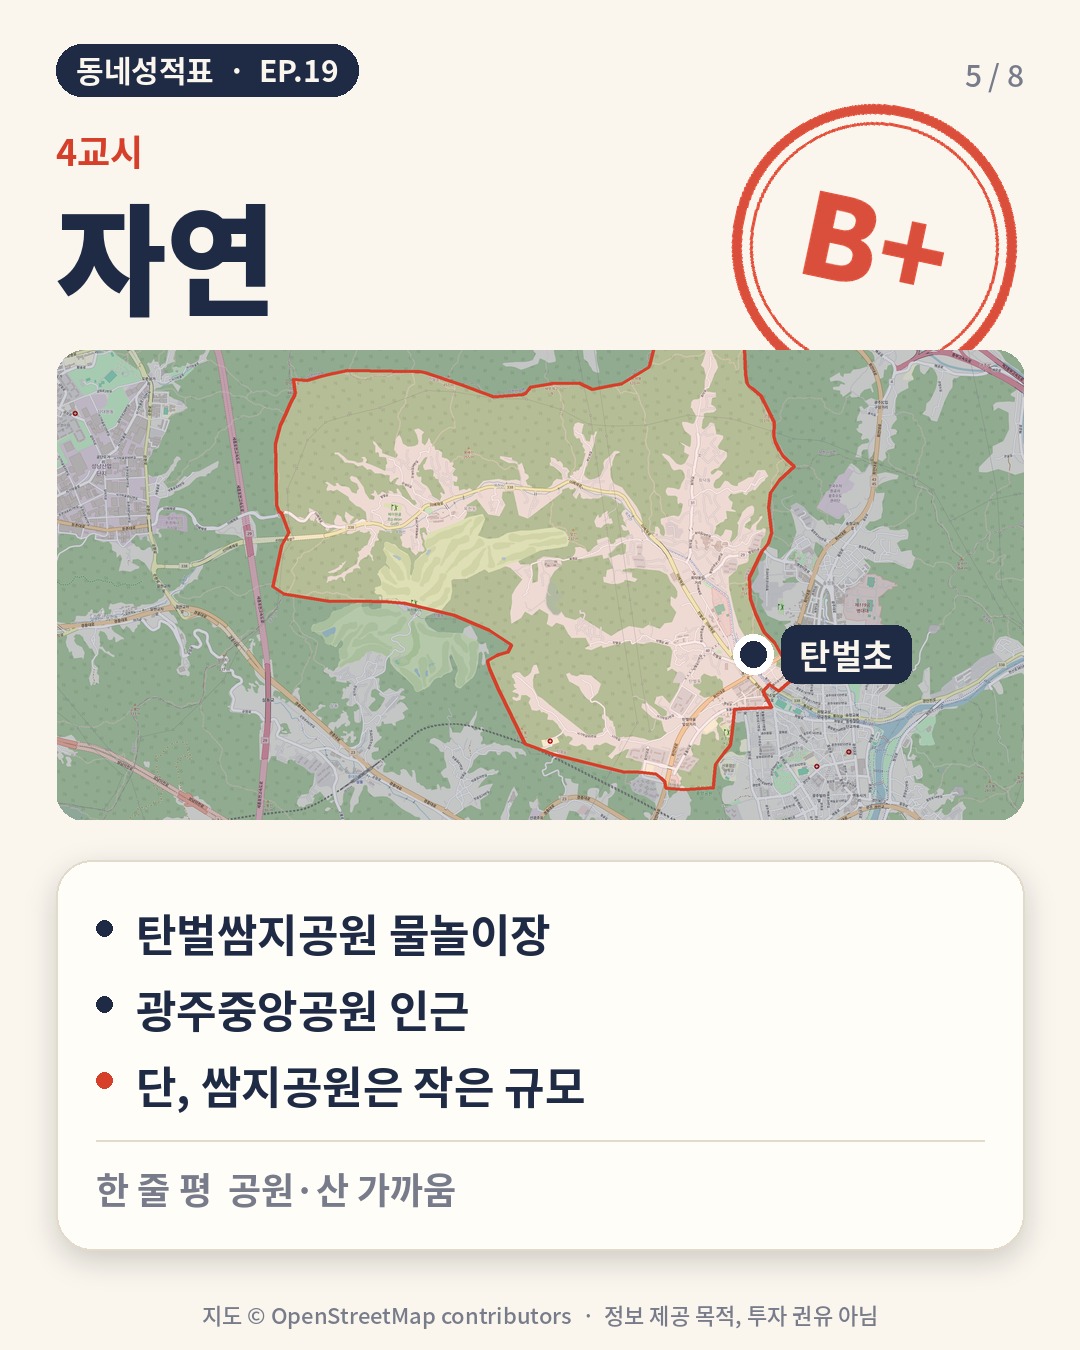 동네성적표 · EP.19
5 / 8
4교시
자연
B+
탄벌초
탄벌쌈지공원 물놀이장
광주중앙공원 인근
단, 쌈지공원은 작은 규모
한 줄 평 공원·산 가까움
지도 © OpenStreetMap contributors · 정보 제공 목적, 투자 권유 아님